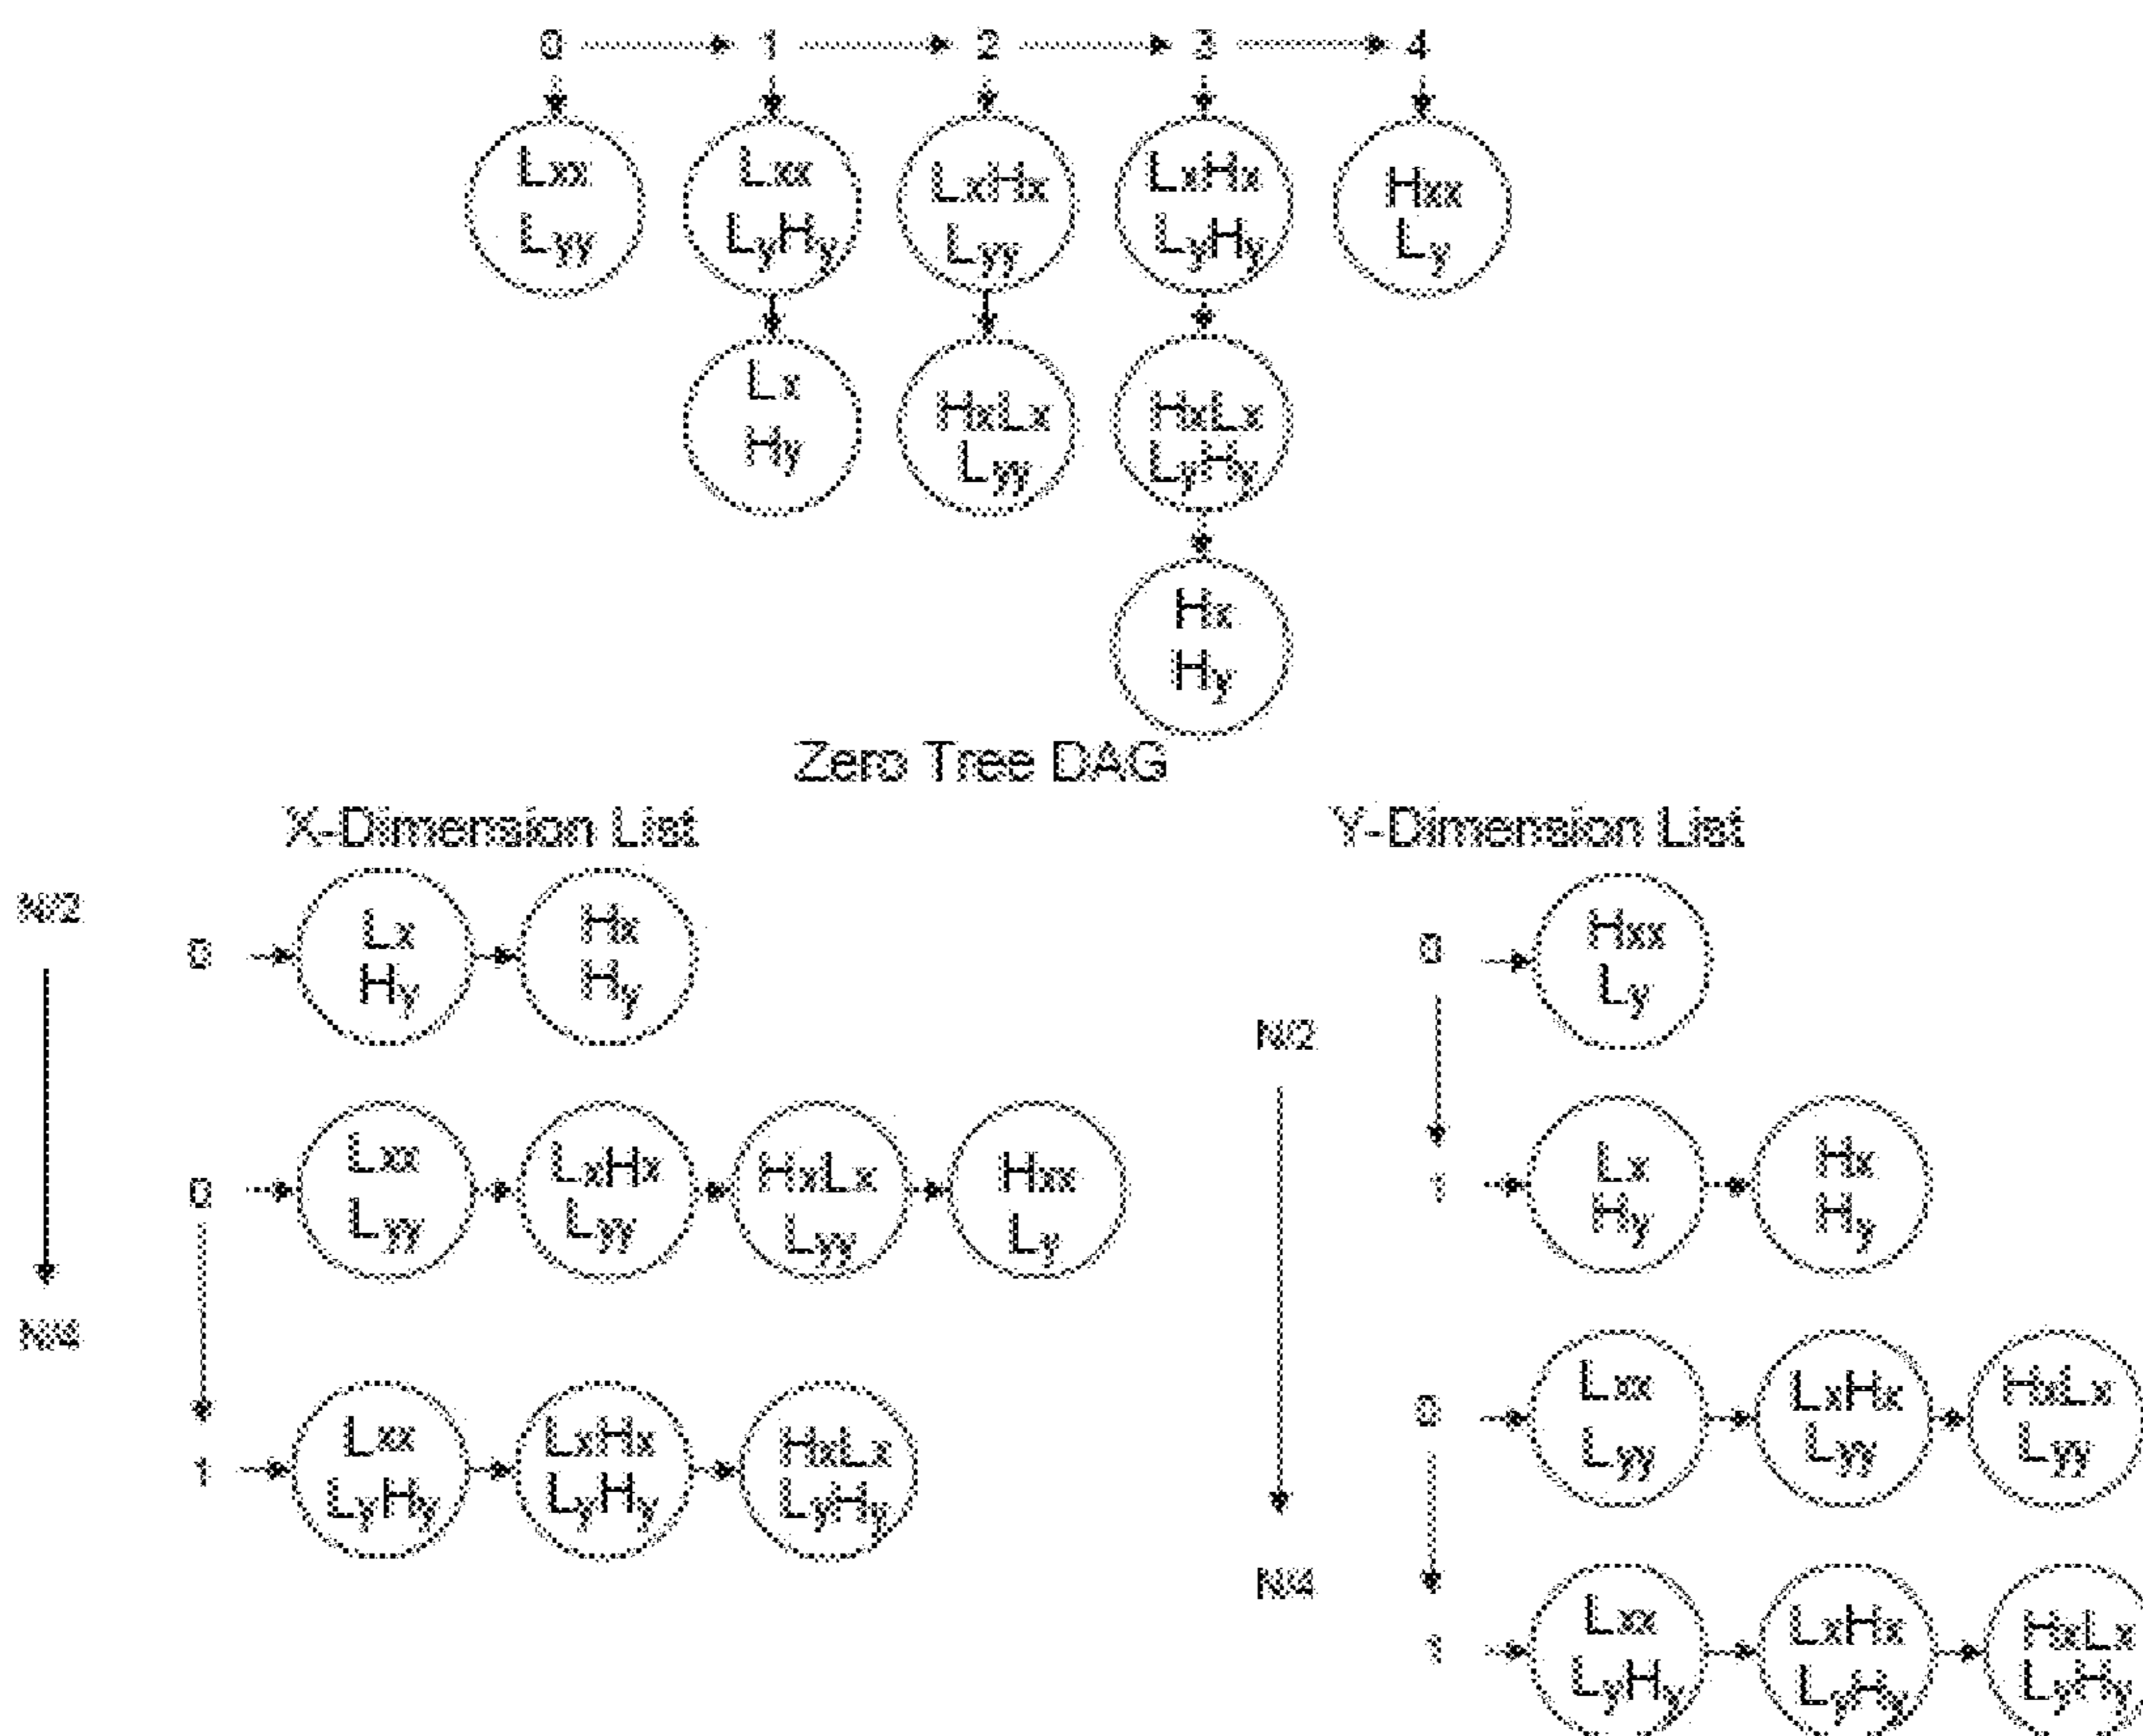 0 1 2 3 4
Lxx Lxx LxHx LxHx Hxx
Lyy LyHy Lyy LyHy Ly
Lx HxLx HxLx
Hy Lyy LyHy
Hx
Hy
Zero Tree DAG
X-Dimension List
N/2
0
Lx Hx
Hy Hy
0
Lxx LxHx HxLx Hxx
Lyy Lyy Lyy Ly
N/4
1
Lxx LxHx HxLx
LyHy LyHy LyHy
Y-Dimension List
0
Hxx
Ly
N/2
1
Lx Hx
Hy Hy
0
Lxx LxHx HxLx
Lyy Lyy Lyy
N/4
1
Lxx LxHx HxLx
LyHy LyHy LyHy